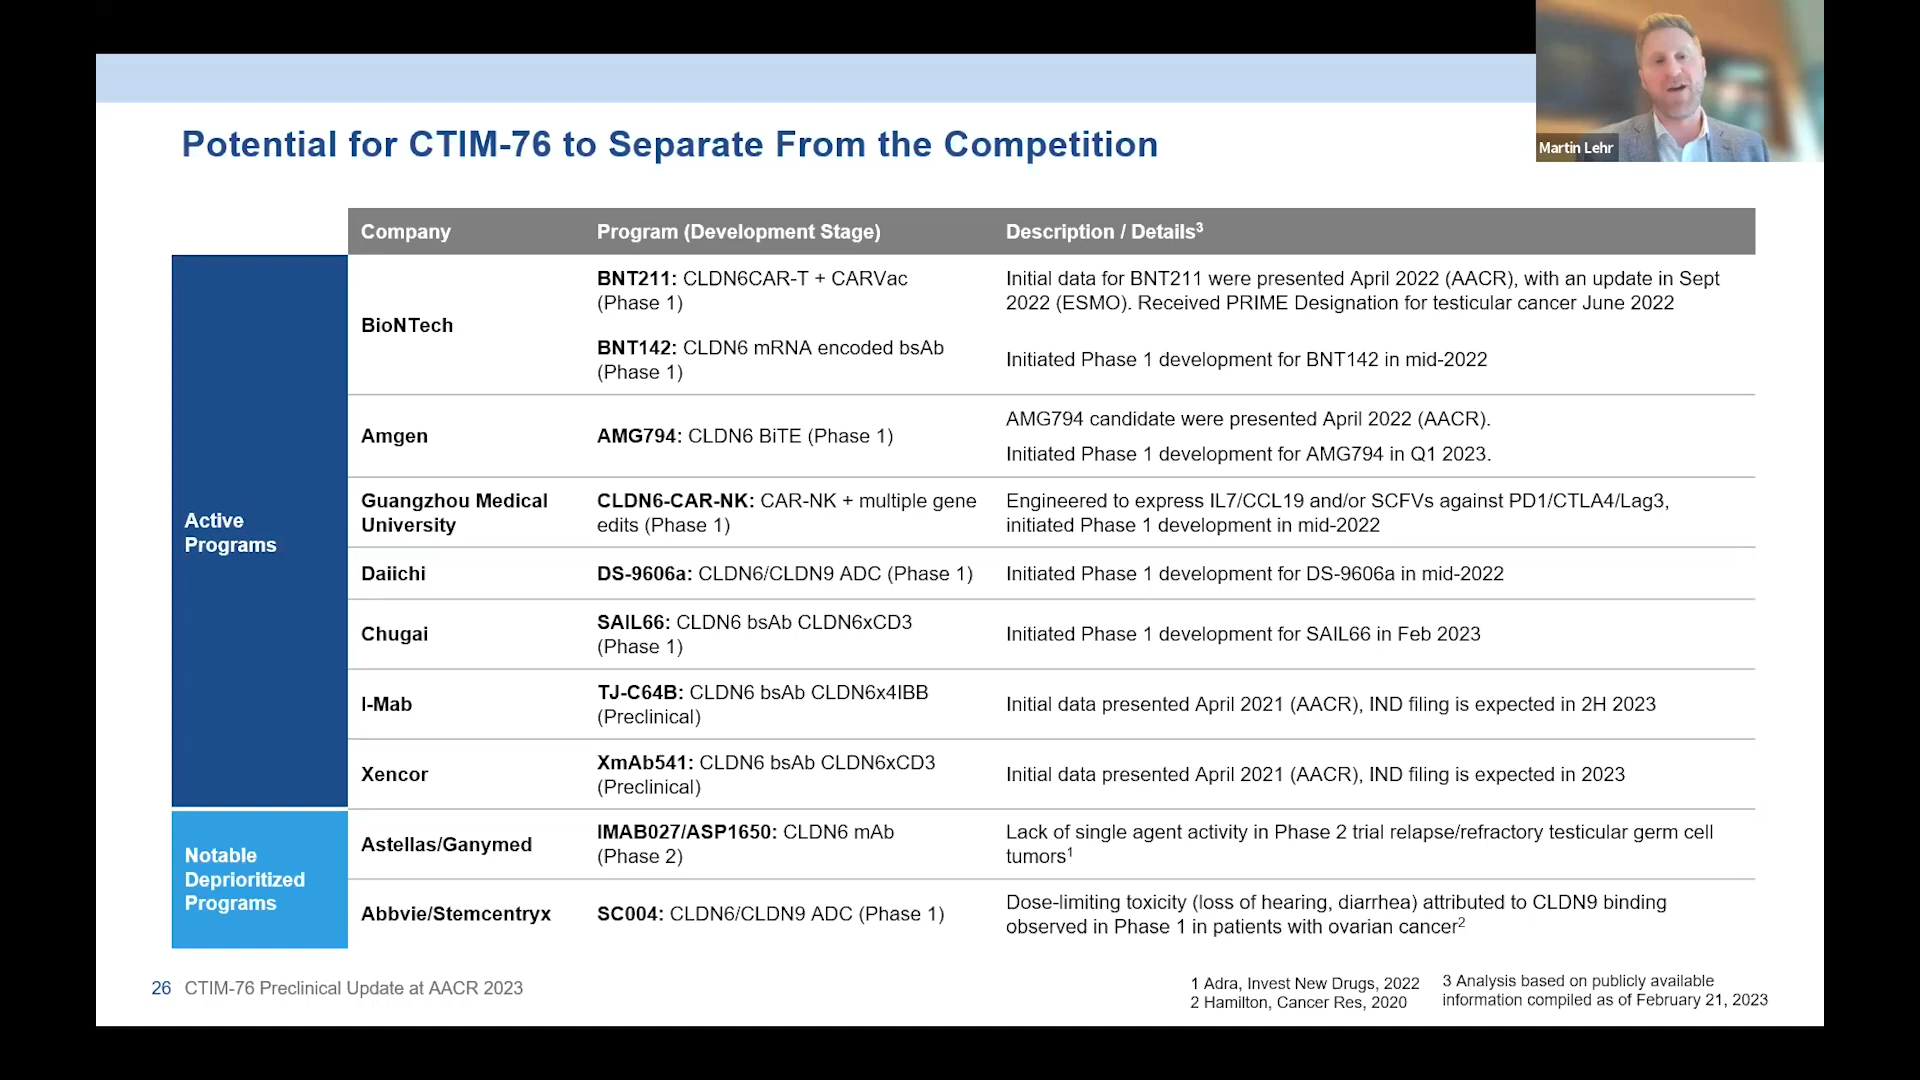 Martin Lehr
Potential for CTIM-76 to Separate From the Competition
Company Program (Development Stage) Description / Details3
Active
Programs
BioNTech
BNT211: CLDN6CAR-T + CARVac
(Phase 1)
Initial data for BNT211 were presented April 2022 (AACR), with an update in Sept
2022 (ESMO). Received PRIME Designation for testicular cancer June 2022
BNT142: CLDN6 mRNA encoded bsAb
(Phase 1)
Initiated Phase 1 development for BNT142 in mid-2022
Amgen
AMG794: CLDN6 BiTE (Phase 1)
AMG794 candidate were presented April 2022 (AACR).
Initiated Phase 1 development for AMG794 in Q1 2023.
Guangzhou Medical
University
CLDN6-CAR-NK: CAR-NK + multiple gene
edits (Phase 1)
Engineered to express IL7/CCL19 and/or SCFVs against PD1/CTLA4/Lag3,
initiated Phase 1 development in mid-2022
Daiichi
DS-9606a: CLDN6/CLDN9 ADC (Phase 1)
Initiated Phase 1 development for DS-9606a in mid-2022
Chugai
SAIL66: CLDN6 bsAb CLDN6xCD3
(Phase 1)
Initiated Phase 1 development for SAIL66 in Feb 2023
I-Mab
TJ-C64B: CLDN6 bsAb CLDN6x4IBB
(Preclinical)
Initial data presented April 2021 (AACR), IND filing is expected in 2H 2023
Xencor
XmAb541: CLDN6 bsAb CLDN6xCD3
(Preclinical)
Initial data presented April 2021 (AACR), IND filing is expected in 2023
Notable
Deprioritized
Programs
Astellas/Ganymed
IMAB027/ASP1650: CLDN6 mAb
(Phase 2)
Lack of single agent activity in Phase 2 trial relapse/refractory testicular germ cell
tumors1
Abbvie/Stemcentryx
SC004: CLDN6/CLDN9 ADC (Phase 1)
Dose-limiting toxicity (loss of hearing, diarrhea) attributed to CLDN9 binding
observed in Phase 1 in patients with ovarian cancer2
26 CTIM-76 Preclinical Update at AACR 2023
1 Adra, Invest New Drugs, 2022
2 Hamilton, Cancer Res, 2020
3 Analysis based on publicly available
information compiled as of February 21, 2023